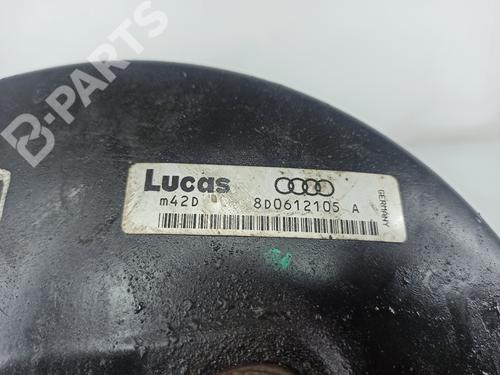 B-PARTS
Lucas
m42D 8D0612105 A
GERMANY